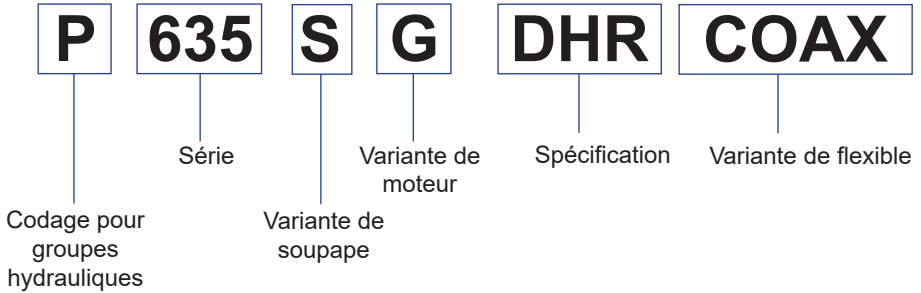 P 635 S G DHR COAX
Série
Variante de
moteur
Spécification
Variante de flexible
Codage pour
groupes
hydrauliques
Variante de
soupape